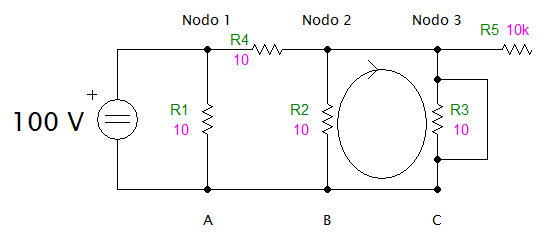 Nodo 1 Nodo 2 Nodo 3
R4 R5 10k
10
+
100 V R1 R2 R3
10 10 10
A B C